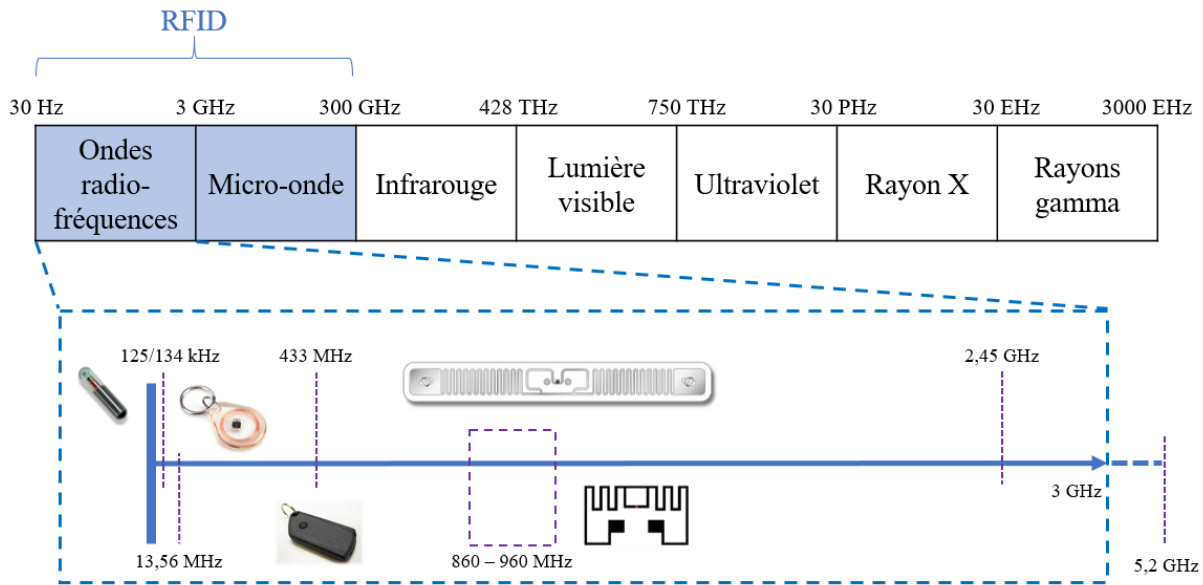 RFID
30 Hz
3 GHz
300 GHz
428 THz
750 THz
30 PHz
30 EHz
3000 EHz
Ondes
radio-
fréquences
Micro-onde
Infrarouge
Lumière
visible
Ultraviolet
Rayon X
Rayons
gamma
125/134 kHz
433 MHz
2,45 GHz
3 GHz
13,56 MHz
860 – 960 MHz
5,2 GHz